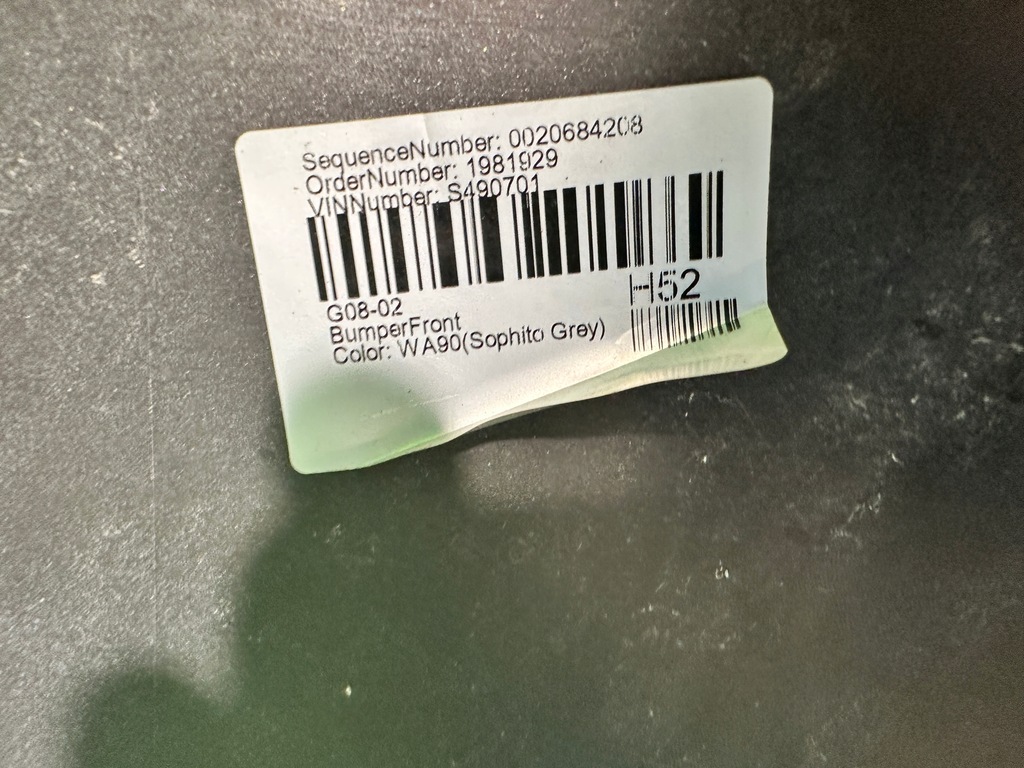 SequenceNumber: 0020684208
OrderNumber: 1981929
VINNumber: S490701
H52
G08-02
BumperFront
Color: WA90(Sophito Grey)